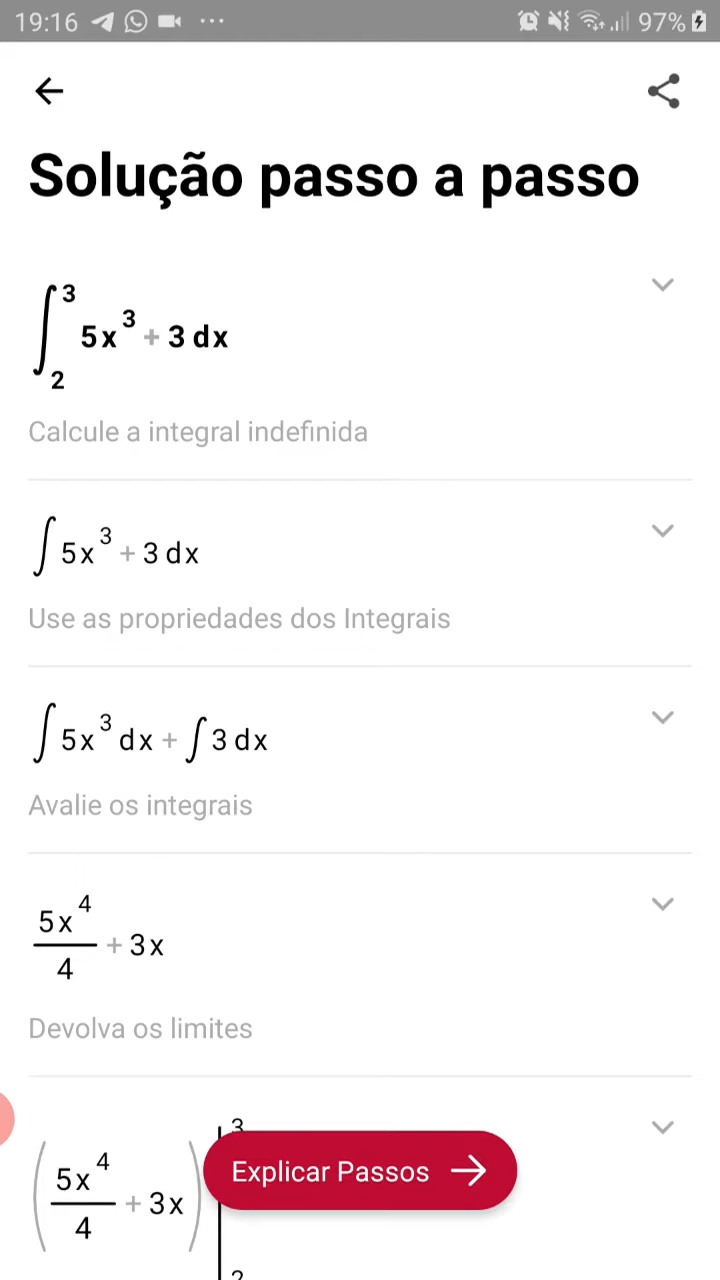 19:16 ... 97%
Solução passo a passo
∫₂³ 5x³ + 3 dx
Calcule a integral indefinida
∫ 5x³ + 3 dx
Use as propriedades dos Integrais
∫ 5x³ dx + ∫ 3 dx
Avalie os integrais
5x⁴/4 + 3x
Devolva os limites
(5x⁴/4 + 3x)|₂³
Explicar Passos